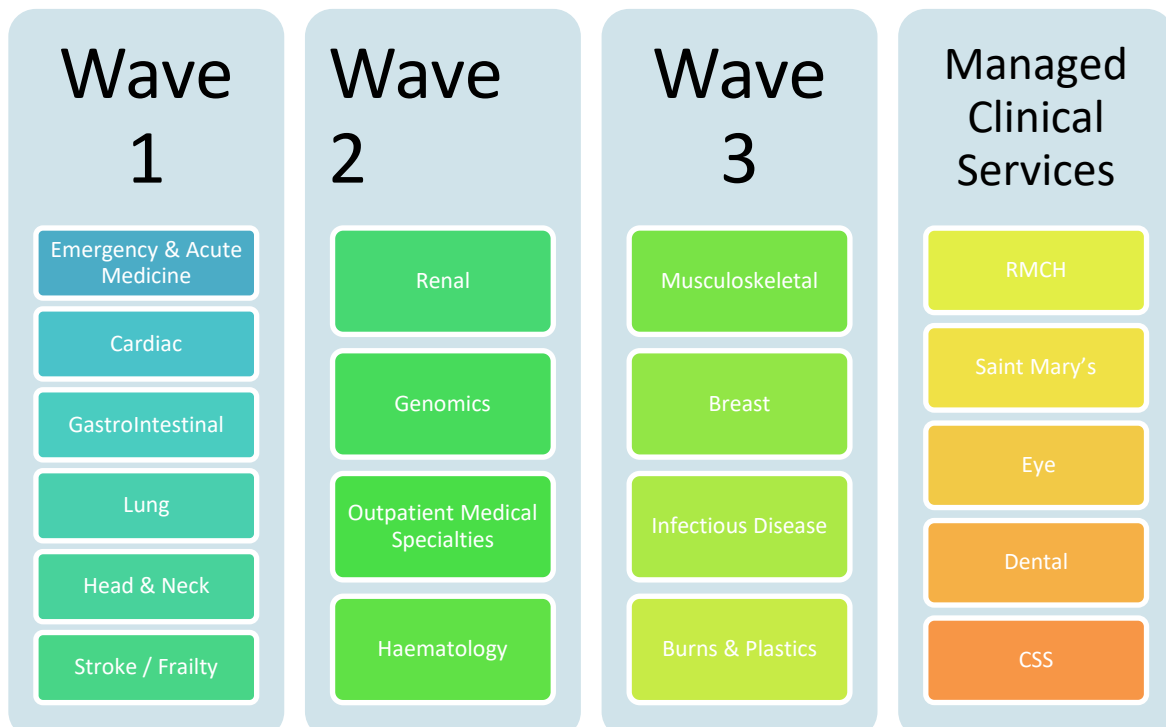 Wave
1
Emergency & Acute
Medicine
Cardiac
GastroIntestinal
Lung
Head & Neck
Stroke / Frailty
Wave
2
Renal
Genomics
Outpatient Medical
Specialties
Haematology
Wave
3
Musculoskeletal
Breast
Infectious Disease
Burns & Plastics
Managed
Clinical
Services
RMCH
Saint Mary’s
Eye
Dental
CSS